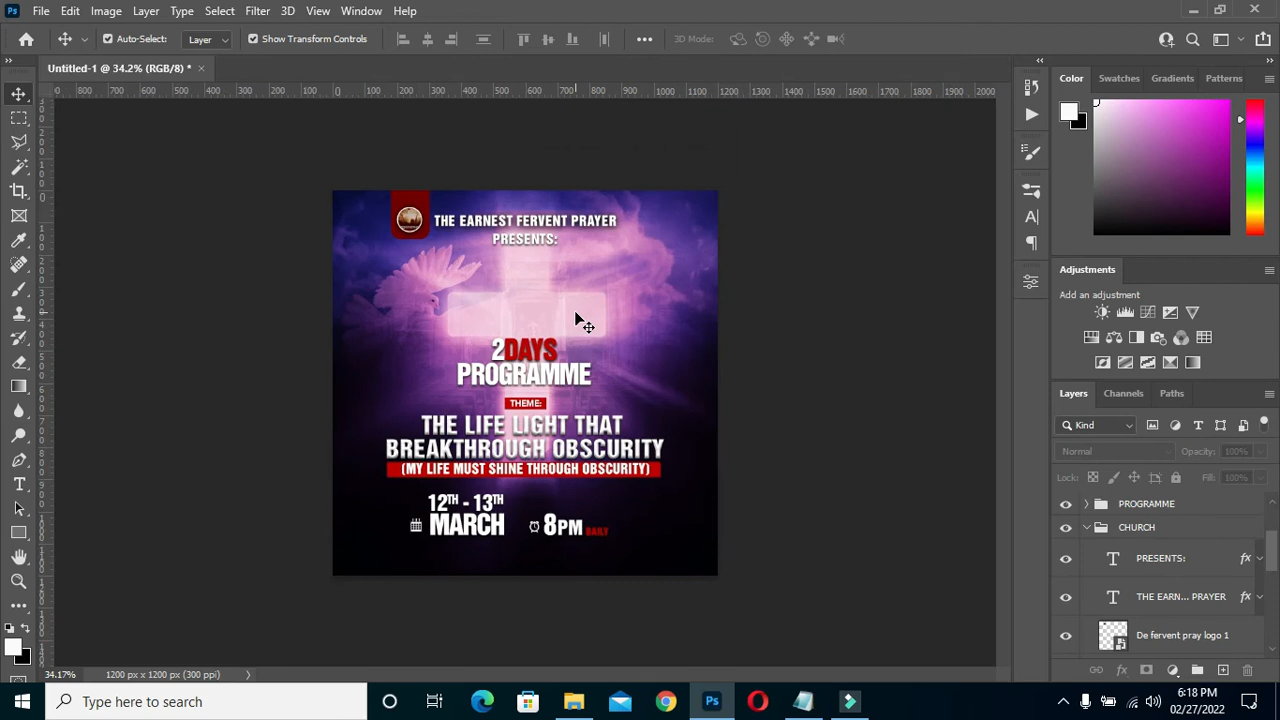 Ps File Edit Image Layer Type Select Filter 3D View Window Help
Auto-Select: Layer Show Transform Controls 3D Mode:
Untitled-1 @ 34.2% (RGB/8) *
Color Swatches Gradients Patterns
THE EARNEST FERVENT PRAYER
PRESENTS:
2DAYS
PROGRAMME
THEME:
THE LIFE LIGHT THAT
BREAKTHROUGH OBSCURITY
(MY LIFE MUST SHINE THROUGH OBSCURITY)
12TH - 13TH
MARCH
8PM DAILY
Adjustments
Add an adjustment
Layers Channels Paths
Kind
Normal Opacity: 100%
Lock: Fill: 100%
PROGRAMME
CHURCH
T PRESENTS: fx
T THE EARN... PRAYER fx
De fervent pray logo 1
34.17% 1200 px x 1200 px (300 ppi)
Type here to search
6:18 PM
02/27/2022